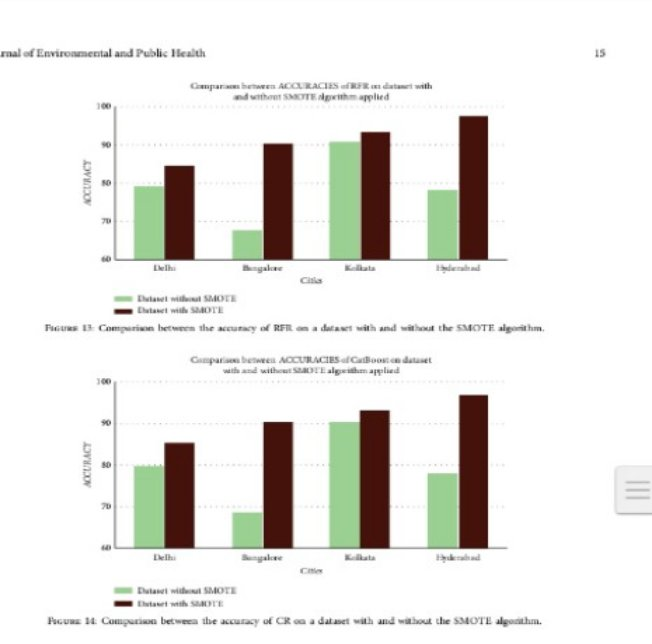 rnal of Environmental and Public Health
15
Comparison between ACCURACIES of RFR on dataset with
and without SMOTE algorithm applied
100
90
80
70
60
ACCURACY
Delhi
Bangalore
Kolkata
Hyderabad
Cities
Dataset without SMOTE
Dataset with SMOTE
Figure 13: Comparison between the accuracy of RFR on a dataset with and without the SMOTE algorithm.
Comparison between ACCURACIES of CatBoost on dataset
with and without SMOTE algorithm applied
100
90
80
70
60
ACCURACY
Delhi
Bangalore
Kolkata
Hyderabad
Cities
Dataset without SMOTE
Dataset with SMOTE
Figure 14: Comparison between the accuracy of CR on a dataset with and without the SMOTE algorithm.